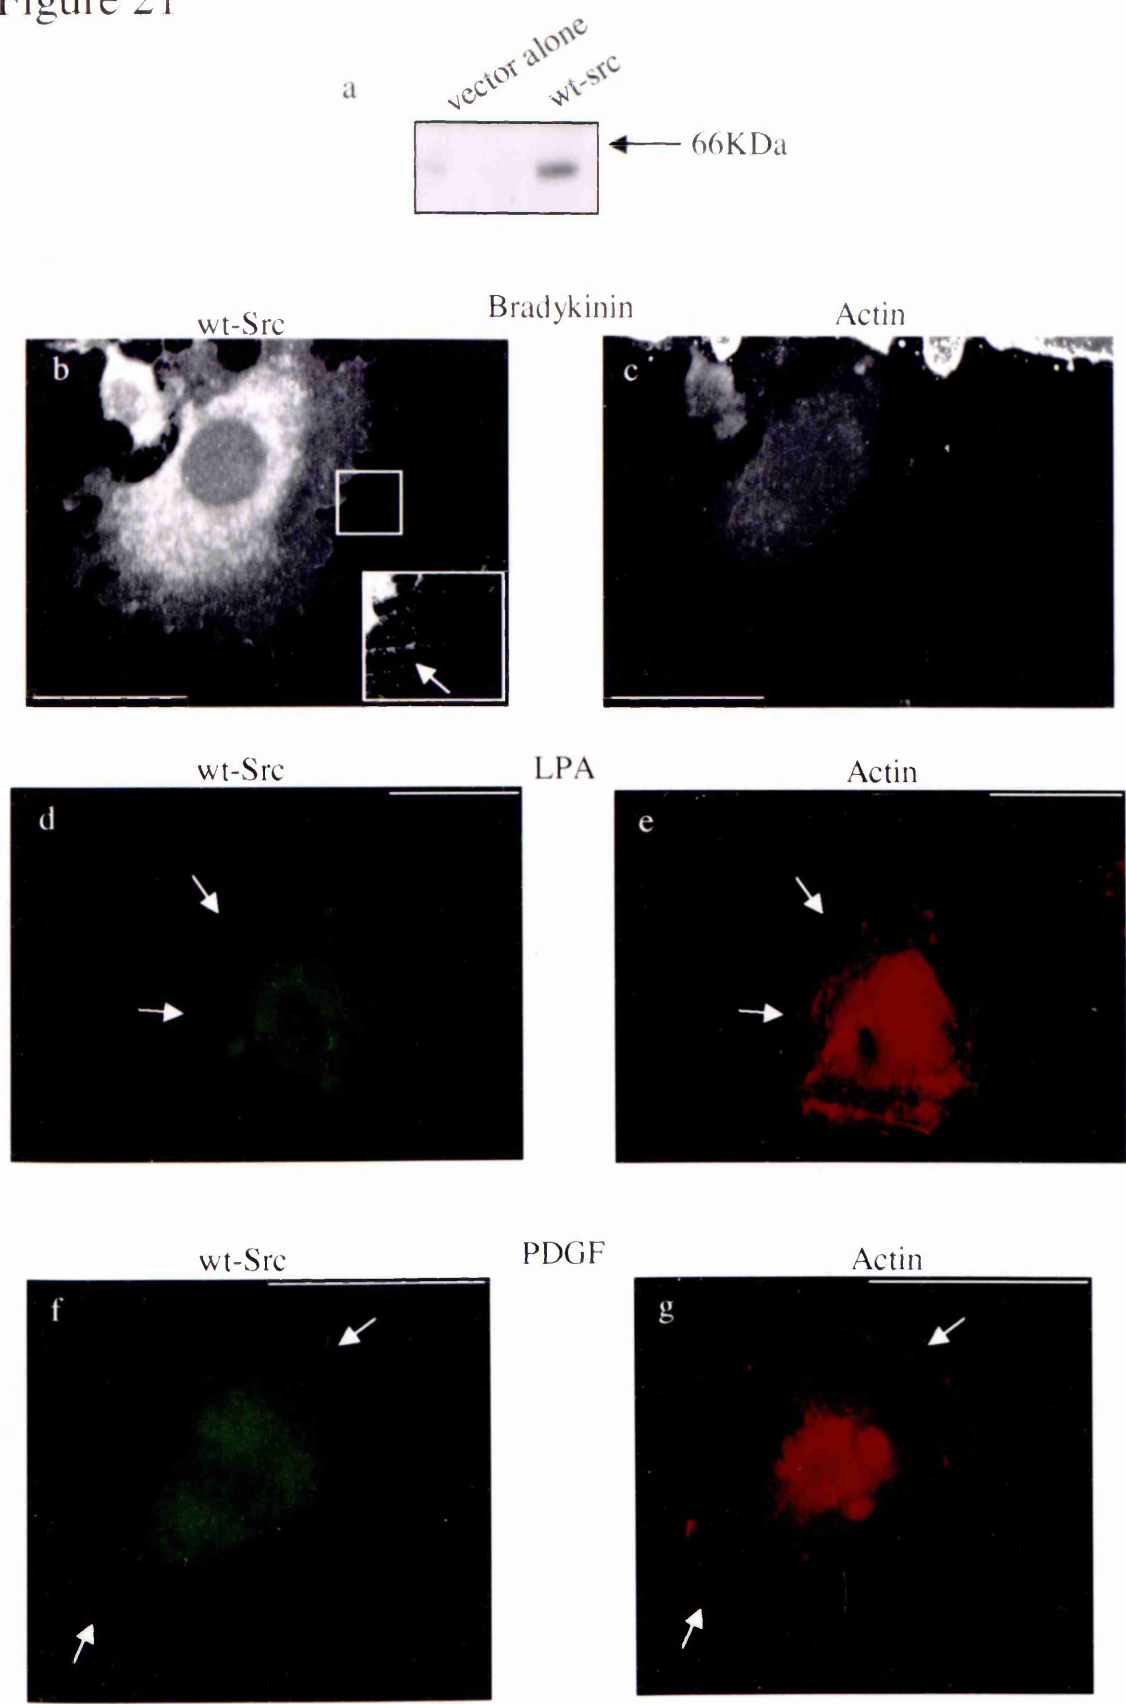 Figure 21
a
vector alone
wt-src
66KDa
Bradykinin
wt-Src
Actin
b
c
LPA
wt-Src
Actin
d
e
PDGF
wt-Src
Actin
f
g